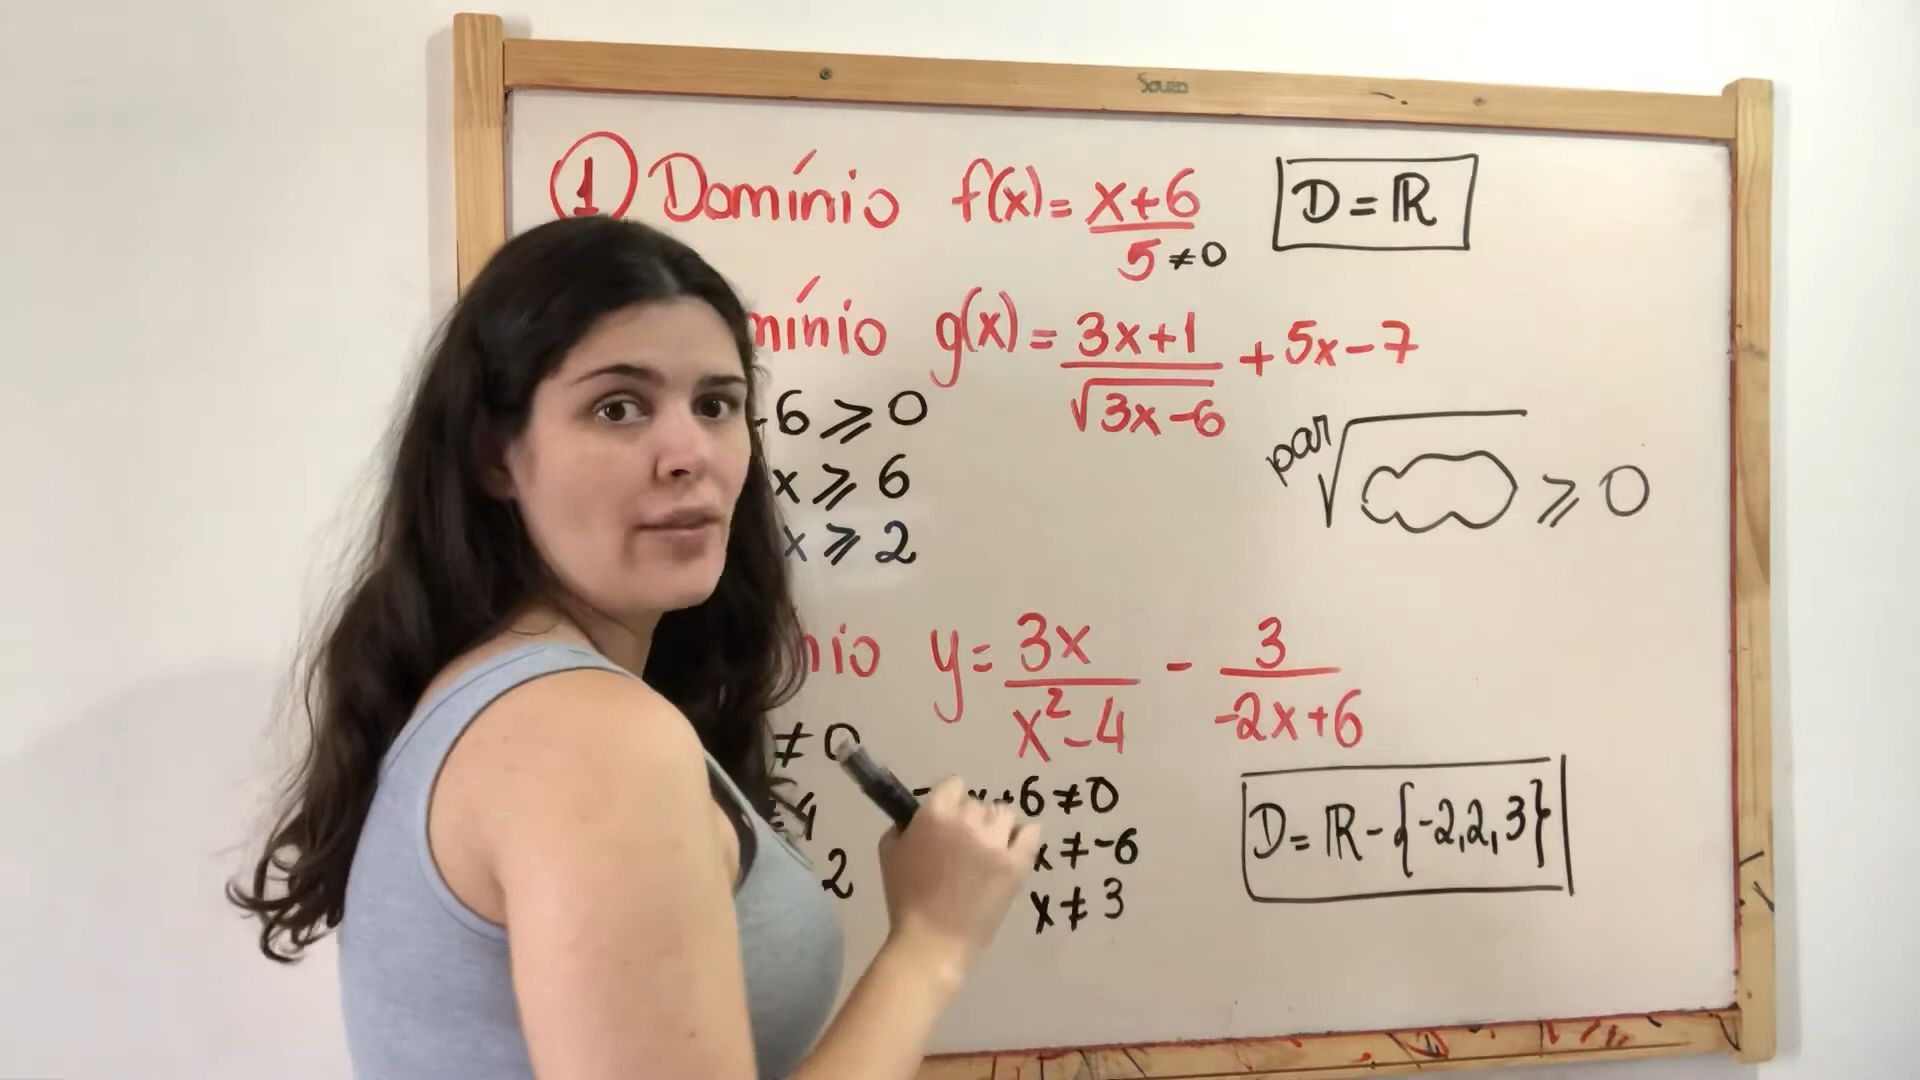 Souza
① Domínio f(x) = x+6 / 5 ≠ 0 D = ℝ
mínio g(x) = 3x+1 / √3x-6 + 5x-7
-6 ⩾ 0
par√ ⩾ 0
x ⩾ 6
x ⩾ 2
nio y = 3x / x²-4 - 3 / -2x+6
≠ 0
x+6 ≠ 0
4
x ≠ -6
D = ℝ - {-2,2,3}
2
x ≠ 3